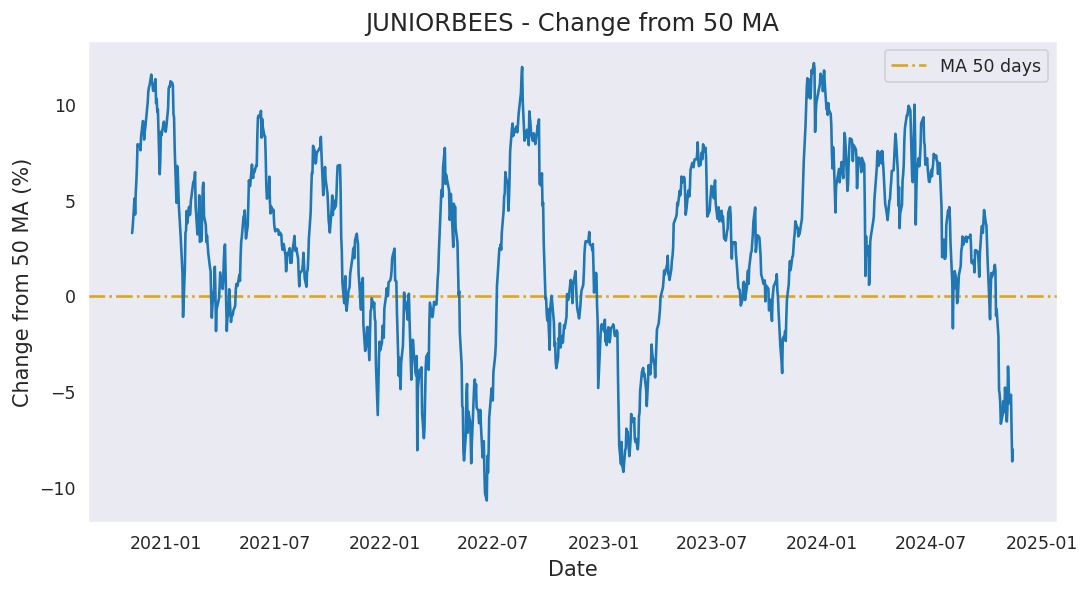 JUNIORBEES - Change from 50 MA
MA 50 days
Change from 50 MA (%)
10
5
0
−5
−10
2021-01 2021-07 2022-01 2022-07 2023-01 2023-07 2024-01 2024-07 2025-01
Date